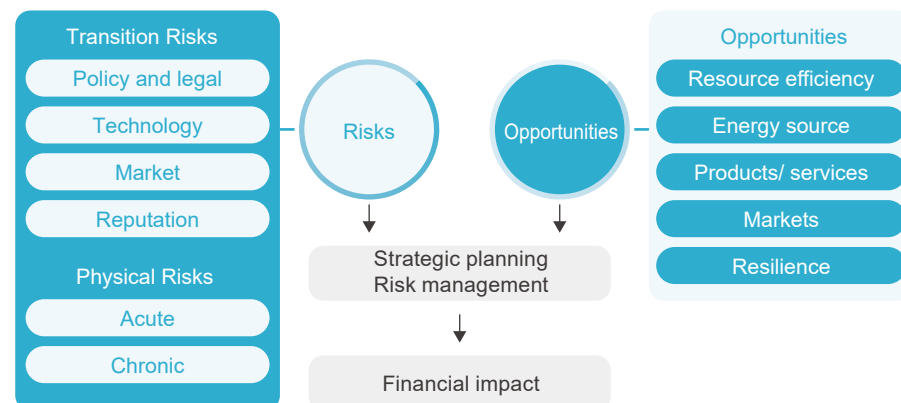 Transition Risks
Policy and legal
Technology
Market
Reputation
Physical Risks
Acute
Chronic
Risks
Opportunities
Strategic planning
Risk management
Financial impact
Opportunities
Resource efficiency
Energy source
Products/ services
Markets
Resilience